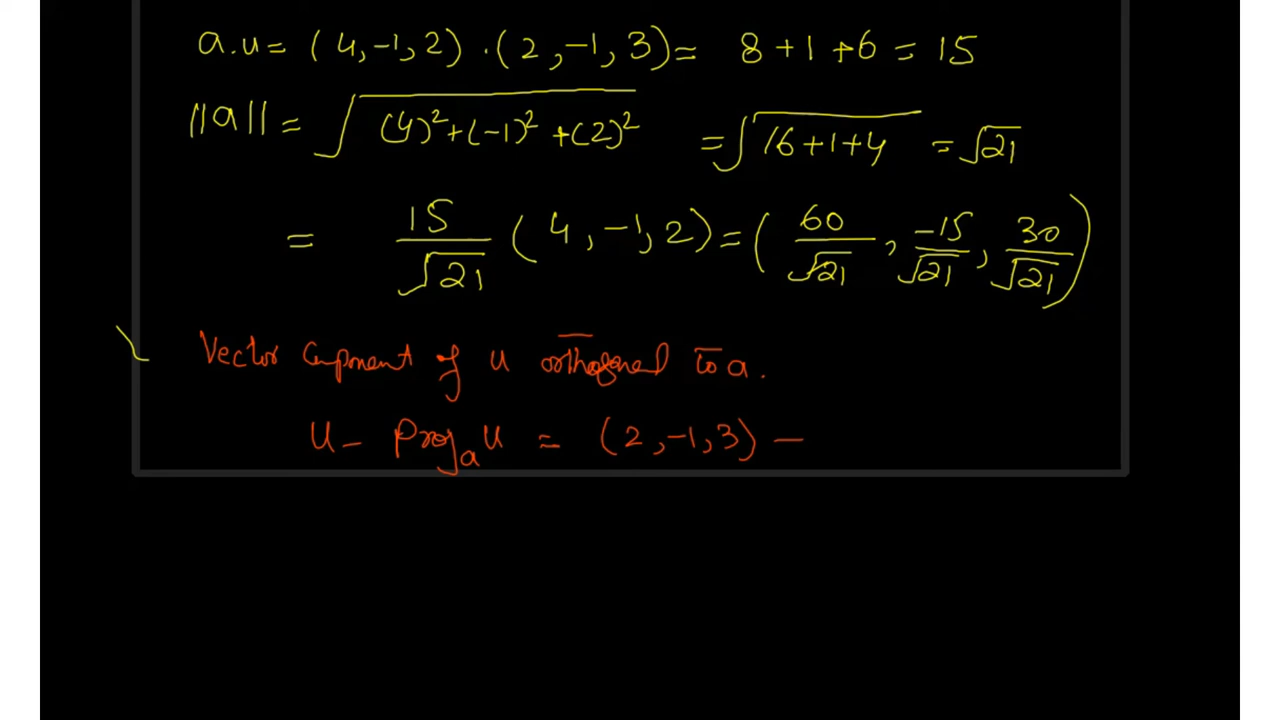 a.u = (4,-1,2) . (2,-1,3) = 8+1+6 = 15
||a|| = √((4)²+(-1)²+(2)²) = √(16+1+4) = √21
= 15/√21 (4,-1,2) = (60/√21, -15/√21, 30/√21)
Vector Component of u orthogonal to a.
u - Proj_a u = (2,-1,3) -